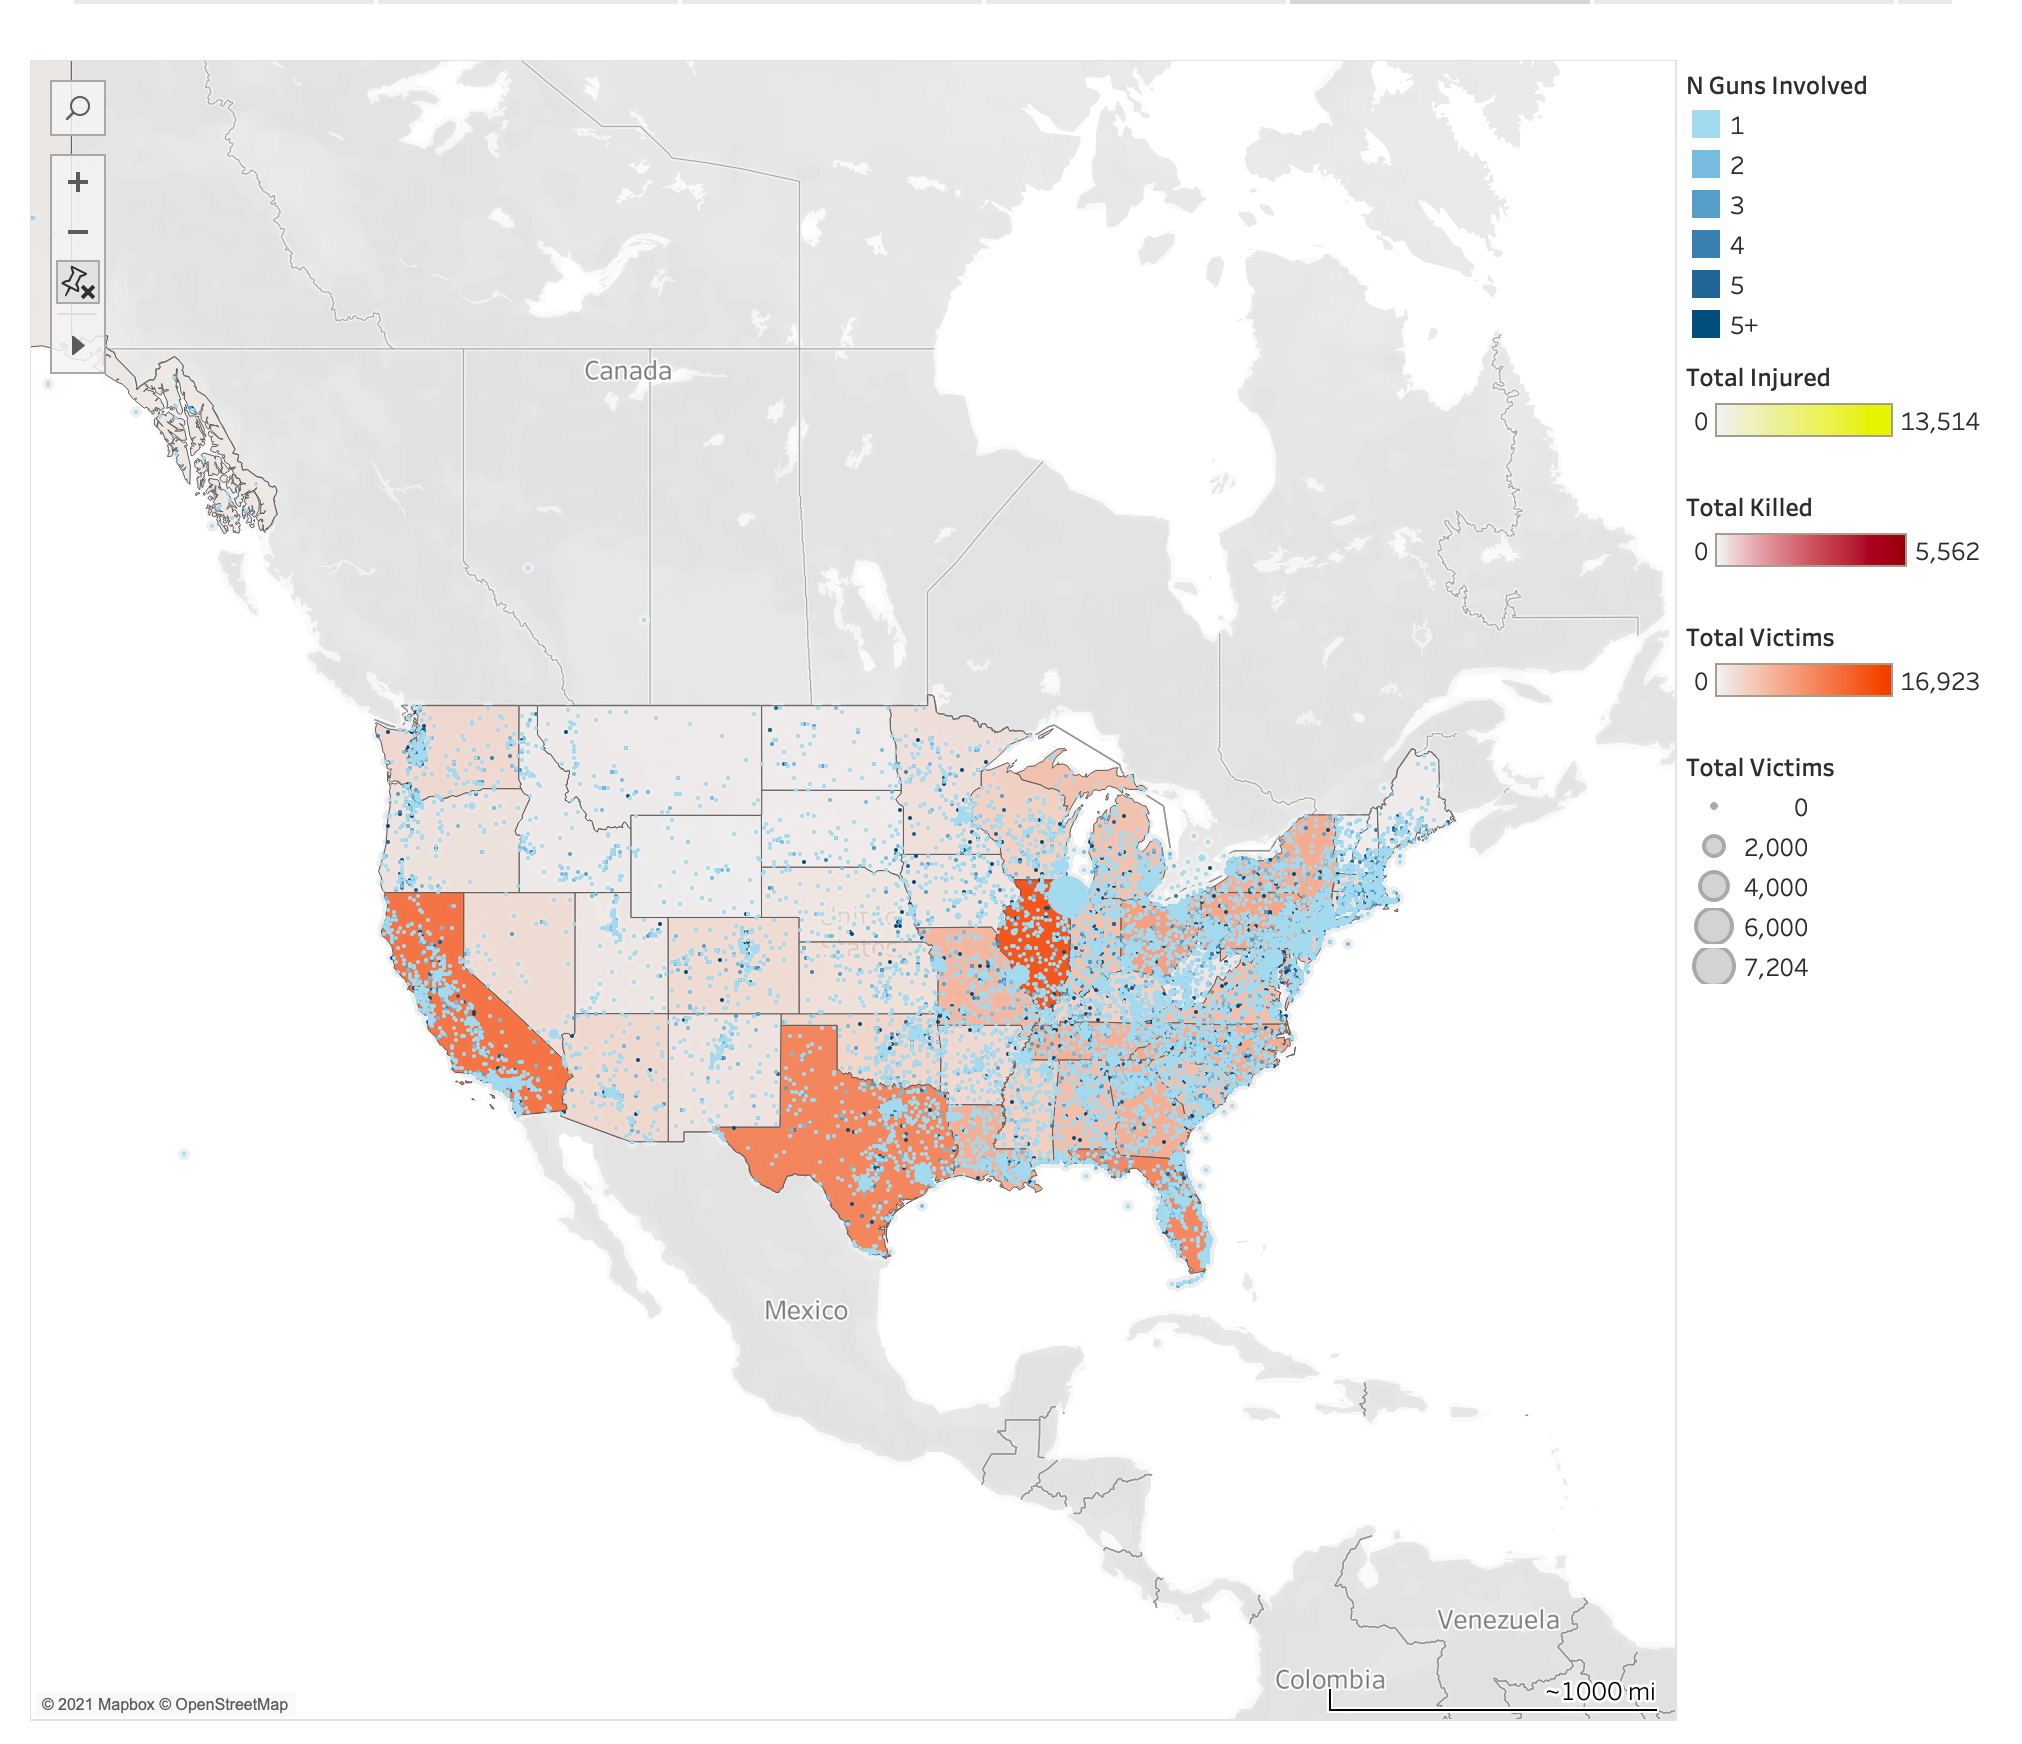 N Guns Involved
1
2
3
4
5
5+
Total Injured
0 13,514
Total Killed
0 5,562
Total Victims
0 16,923
Total Victims
0
2,000
4,000
6,000
7,204
Canada
United
States
Mexico
Venezuela
Colombia
~1000 mi
© 2021 Mapbox © OpenStreetMap